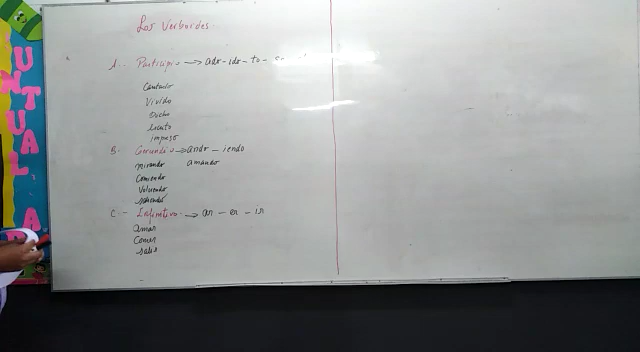 Los Verboides.
A.- Participio → ado - ido - to - so
Cantado
Vivido
Dicho
Escrito
impreso
B. Gerundio → ando - iendo
mirando amando
Comiendo
Volviendo
C.- Infinitivo → ar - er - ir
amar
Comer
salir